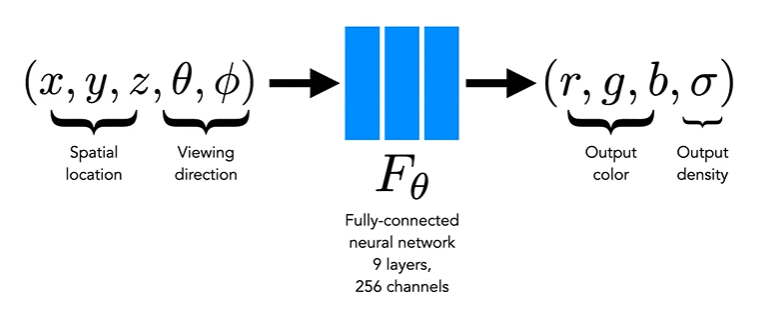 (x, y, z, θ, ϕ)
(r, g, b, σ)
Spatial
location
Viewing
direction
Output
color
Output
density
F_θ
Fully-connected
neural network
9 layers,
256 channels